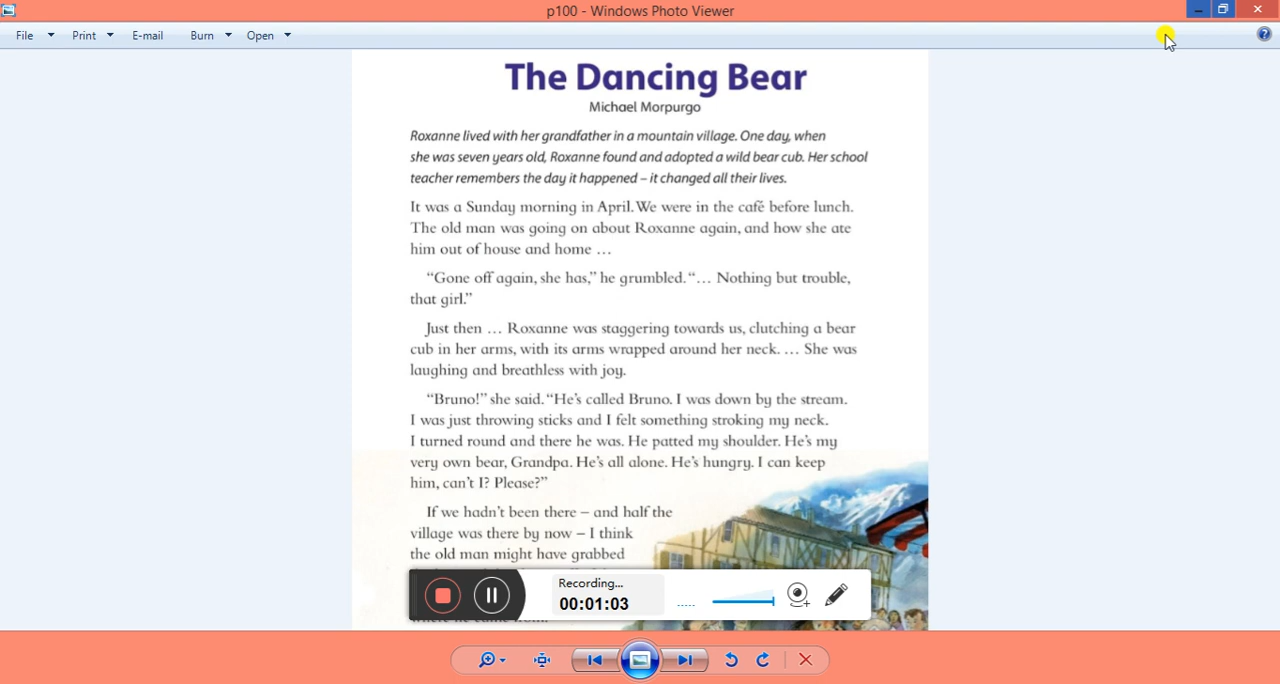 p100 - Windows Photo Viewer
File Print E-mail Burn Open
The Dancing Bear
Michael Morpurgo
Roxanne lived with her grandfather in a mountain village. One day, when
she was seven years old, Roxanne found and adopted a wild bear cub. Her school
teacher remembers the day it happened – it changed all their lives.
It was a Sunday morning in April. We were in the café before lunch.
The old man was going on about Roxanne again, and how she ate
him out of house and home …
“Gone off again, she has,” he grumbled. “… Nothing but trouble,
that girl.”
Just then … Roxanne was staggering towards us, clutching a bear
cub in her arms, with its arms wrapped around her neck. … She was
laughing and breathless with joy.
“Bruno!” she said. “He’s called Bruno. I was down by the stream.
I was just throwing sticks and I felt something stroking my neck.
I turned round and there he was. He patted my shoulder. He’s my
very own bear, Grandpa. He’s all alone. He’s hungry. I can keep
him, can’t I? Please?”
If we hadn’t been there – and half the
village was there by now – I think
the old man might have grabbed
Recording...
00:01:03